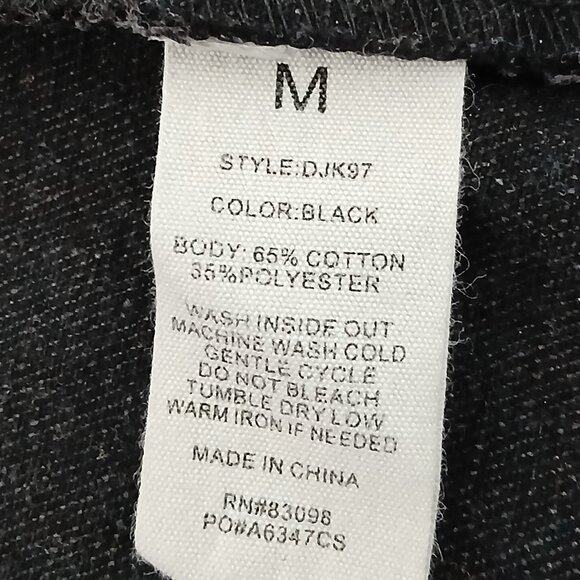 M
STYLE:DJK97
COLOR:BLACK
BODY: 65% COTTON
35%POLYESTER
WASH INSIDE OUT
MACHINE WASH COLD
GENTLE CYCLE
DO NOT BLEACH
TUMBLE DRY LOW
WARM IRON IF NEEDED
MADE IN CHINA
RN#83098
PO#A6347CS